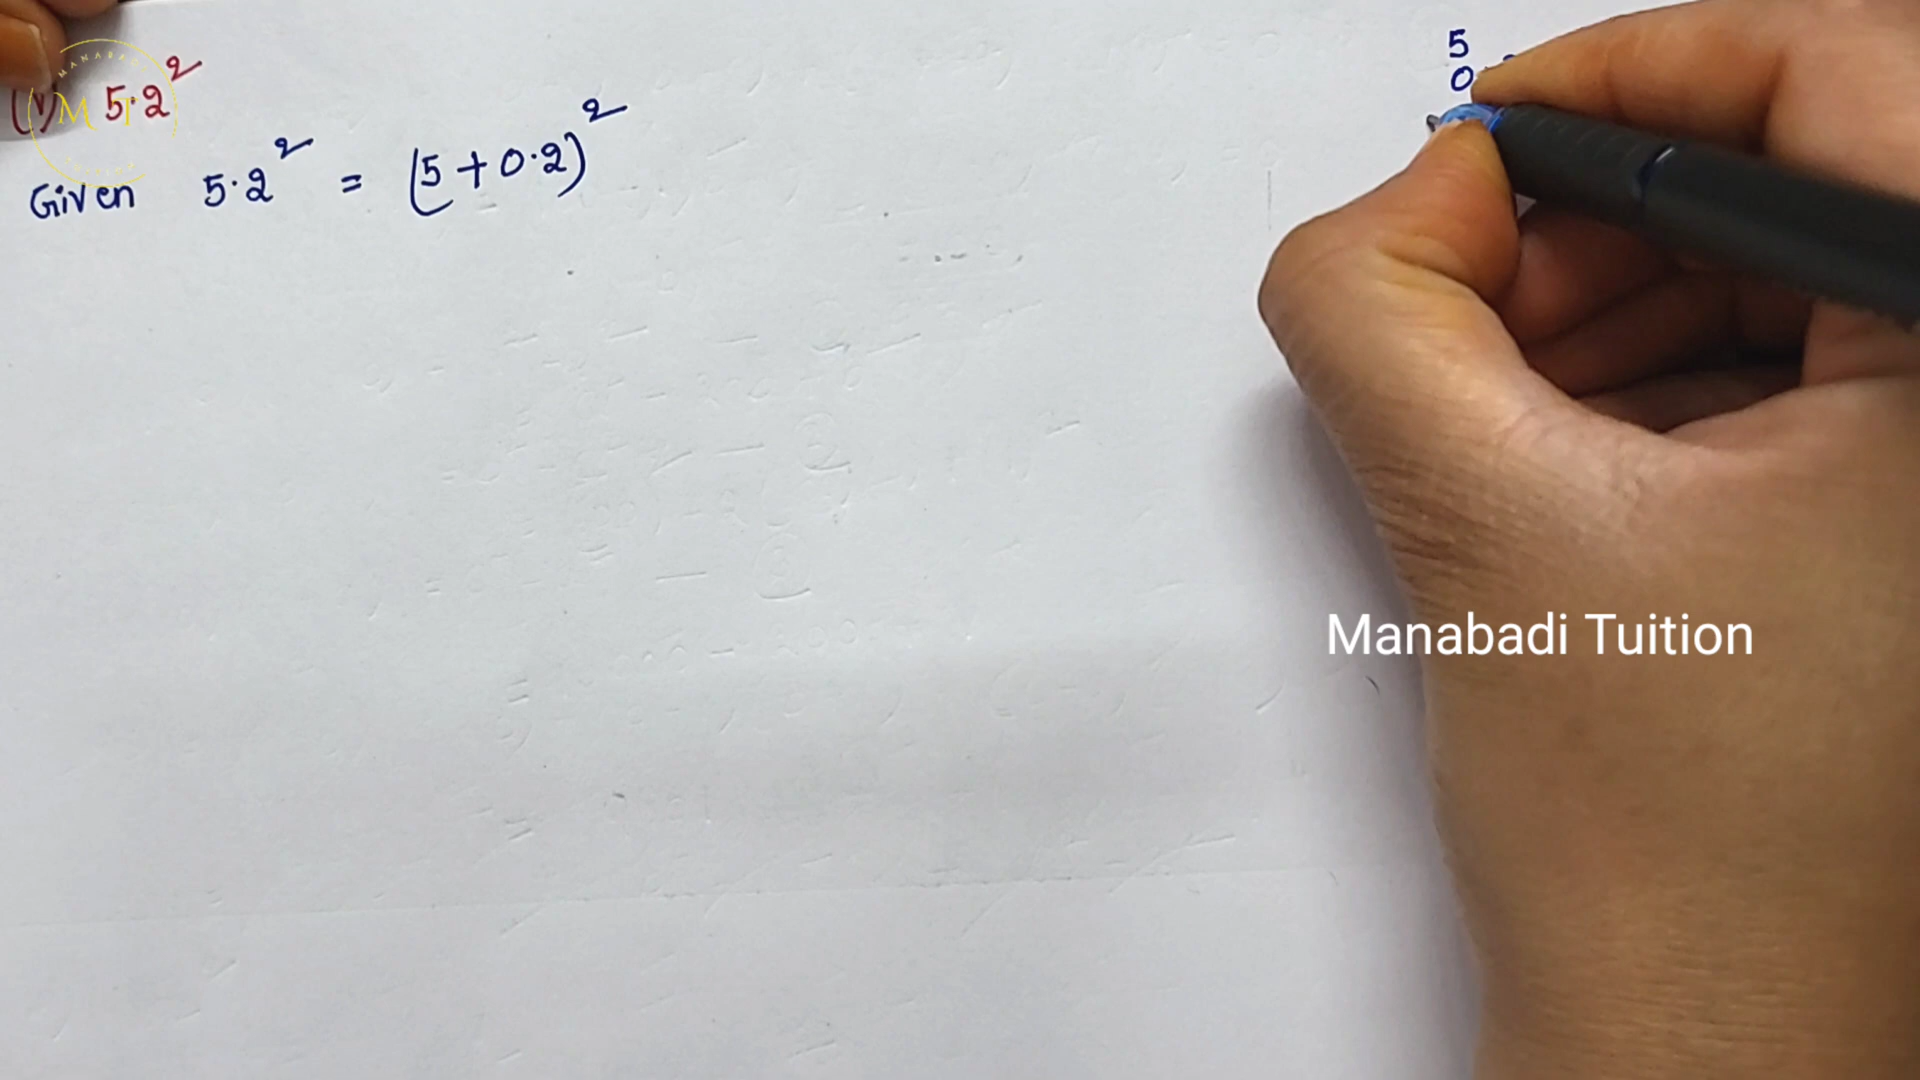 (v) 5.2²
Given 5.2² = (5+0.2)²
5
0.
Manabadi Tuition